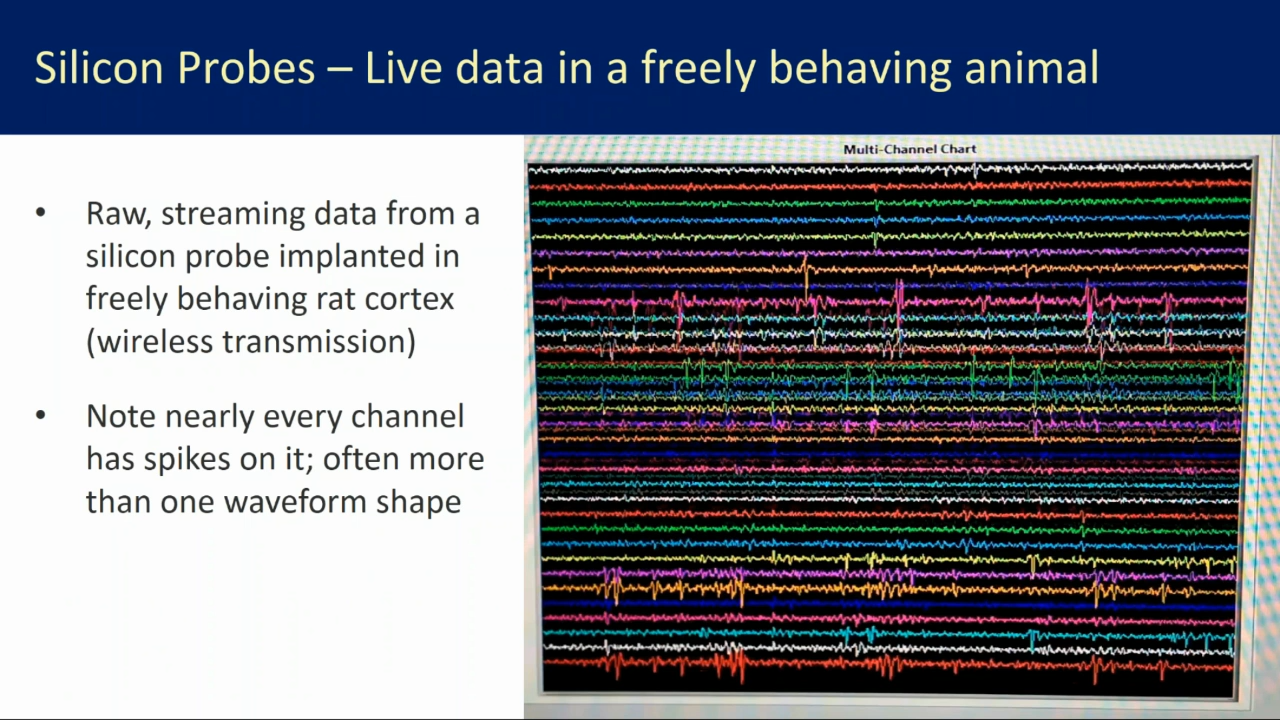 Silicon Probes – Live data in a freely behaving animal
• Raw, streaming data from a
silicon probe implanted in
freely behaving rat cortex
(wireless transmission)
• Note nearly every channel
has spikes on it; often more
than one waveform shape
Multi-Channel Chart